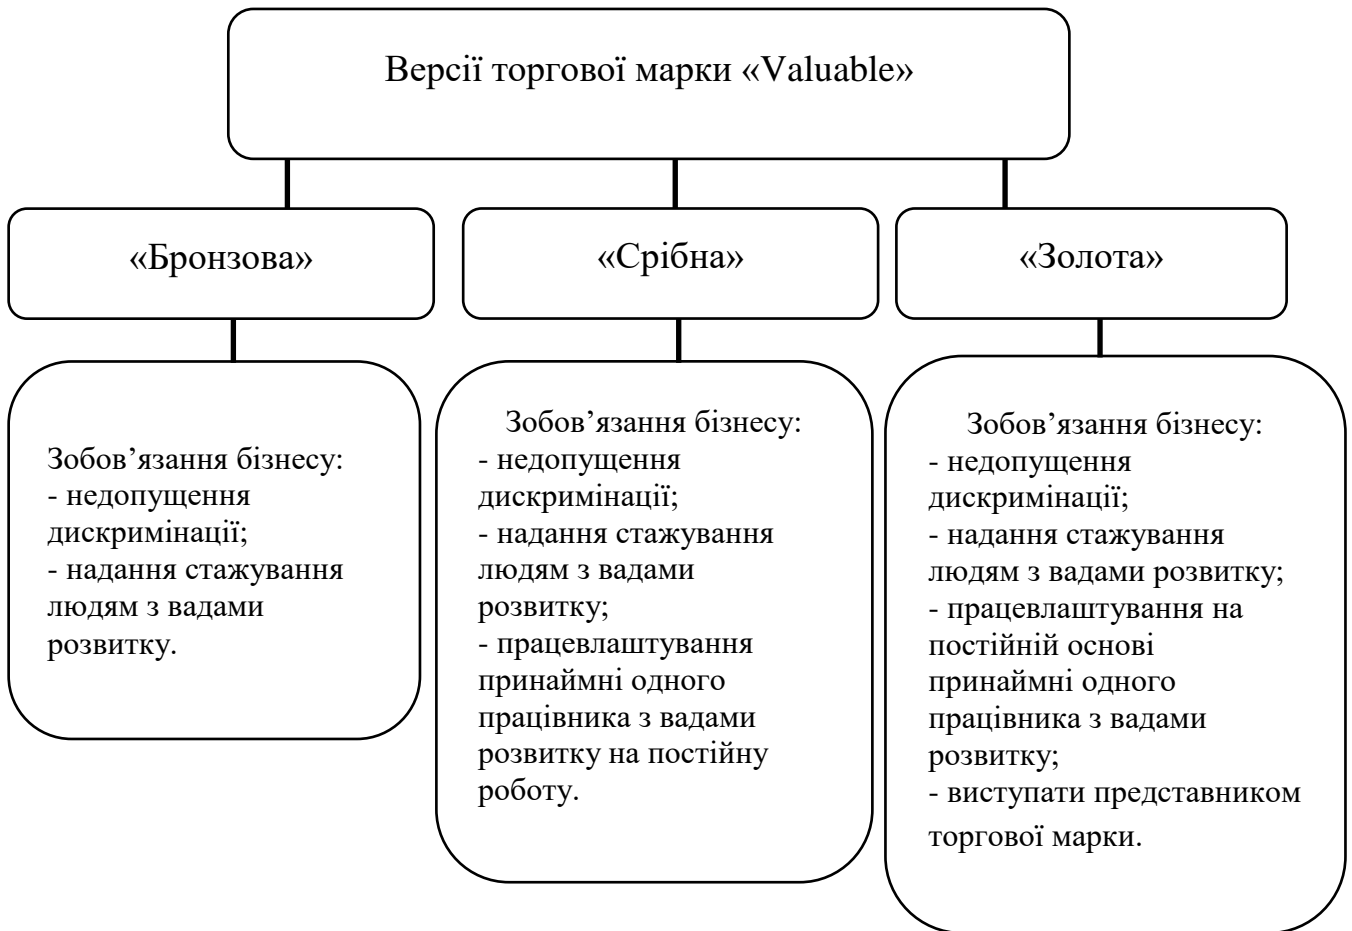 Версії торгової марки «Valuable»
«Бронзова»
«Срібна»
«Золота»
Зобов’язання бізнесу:
- недопущення
дискримінації;
- надання стажування
людям з вадами
розвитку.
Зобов’язання бізнесу:
- недопущення
дискримінації;
- надання стажування
людям з вадами
розвитку;
- працевлаштування
принаймні одного
працівника з вадами
розвитку на постійну
роботу.
Зобов’язання бізнесу:
- недопущення
дискримінації;
- надання стажування
людям з вадами розвитку;
- працевлаштування на
постійній основі
принаймні одного
працівника з вадами
розвитку;
- виступати представником
торгової марки.